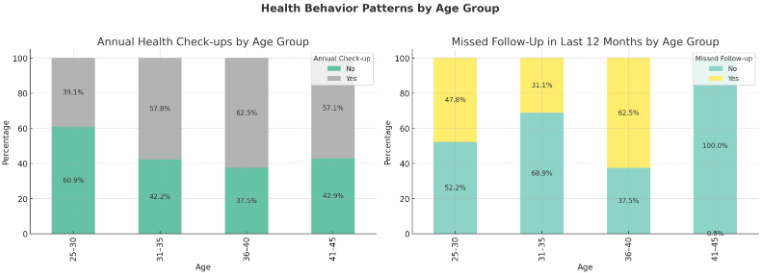 Health Behavior Patterns by Age Group
Annual Health Check-ups by Age Group
Annual Check-up
No
Yes
Percentage
100
80
60
40
20
0
39.1%
57.8%
62.5%
57.1%
60.9%
42.2%
37.5%
42.9%
25–30
31–35
36–40
41–45
Age
Missed Follow-Up in Last 12 Months by Age Group
Missed Follow-up
No
Yes
Percentage
100
80
60
40
20
0
47.8%
31.1%
62.5%
100.0%
52.2%
68.9%
37.5%
0.0%
25–30
31–35
36–40
41–45
Age